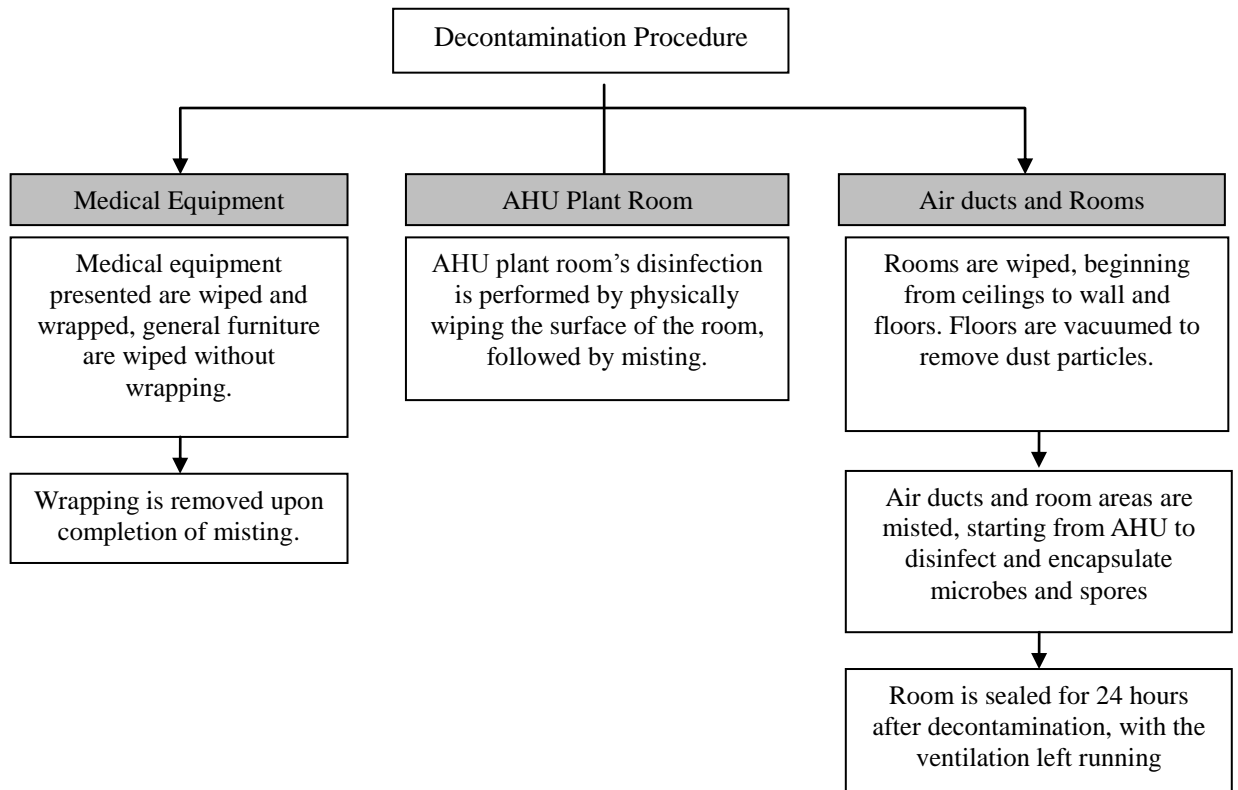 Decontamination Procedure
Medical Equipment
Medical equipment
presented are wiped and
wrapped, general furniture
are wiped without
wrapping.
Wrapping is removed upon
completion of misting.
AHU Plant Room
AHU plant room’s disinfection
is performed by physically
wiping the surface of the room,
followed by misting.
Air ducts and Rooms
Rooms are wiped, beginning
from ceilings to wall and
floors. Floors are vacuumed to
remove dust particles.
Air ducts and room areas are
misted, starting from AHU to
disinfect and encapsulate
microbes and spores
Room is sealed for 24 hours
after decontamination, with the
ventilation left running